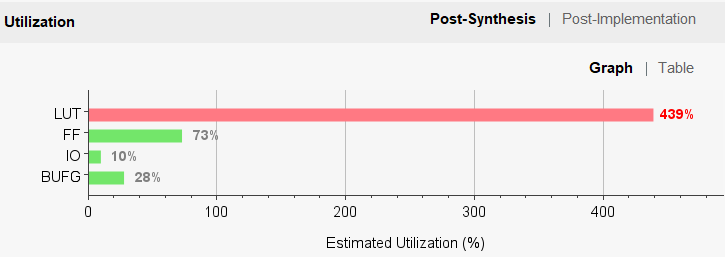 Utilization Post-Synthesis | Post-Implementation
Graph | Table
LUT 439%
FF 73%
IO 10%
BUFG 28%
0 100 200 300 400
Estimated Utilization (%)